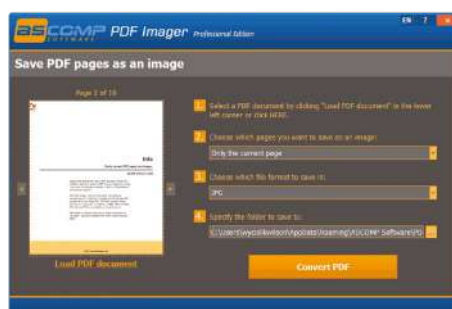 EN ?
ASCOMP PDF Imager Professional Edition
SOFTWARE
Save PDF pages as an image
Page 2 of 18
1. Select a PDF document by clicking "Load PDF document" in the lower
left corner or click HERE.
2. Choose which pages you want to save as an image:
Only the current page
3. Choose which file format to save in:
JPG
4. Specify the folder to save to:
Info
Load PDF document
Convert PDF